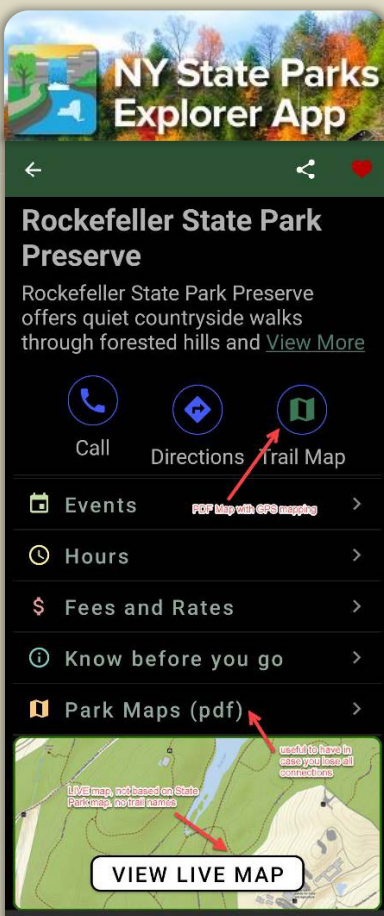 NY State Parks
Explorer App
Rockefeller State Park
Preserve
Rockefeller State Park Preserve
offers quiet countryside walks
through forested hills and View More
Call
Directions
Trail Map
Events
PDF Map with GPS mapping
Hours
Fees and Rates
Know before you go
Park Maps (pdf)
useful to have in
case you lose all
connections
LIVE map, not based on State
Park map, no trail names
VIEW LIVE MAP